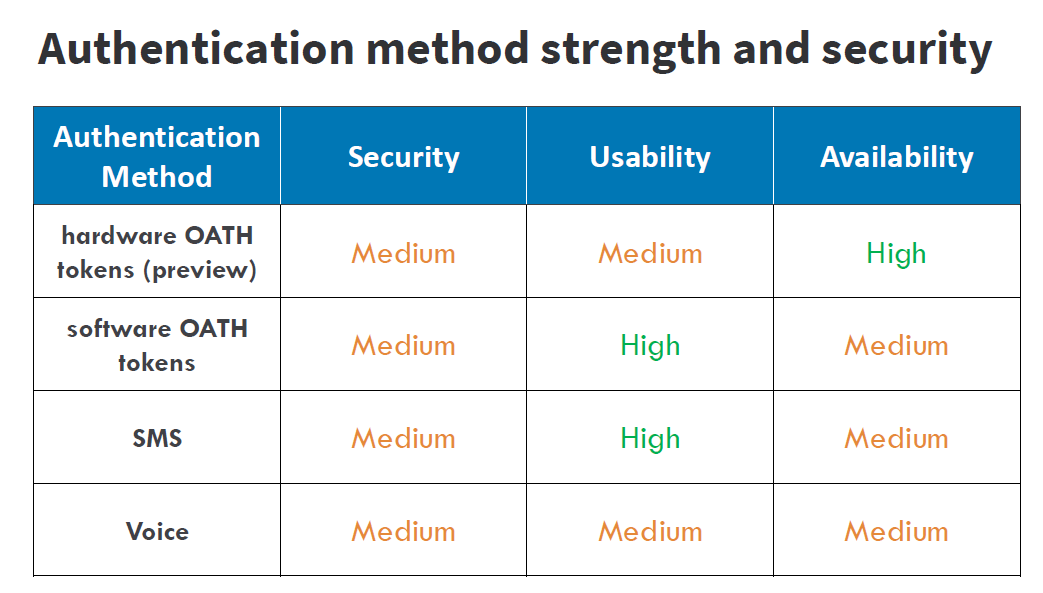 Authentication method strength and security
Authentication
Method
Security
Usability
Availability
hardware OATH
tokens (preview)
Medium
Medium
High
software OATH
tokens
Medium
High
Medium
SMS
Medium
High
Medium
Voice
Medium
Medium
Medium